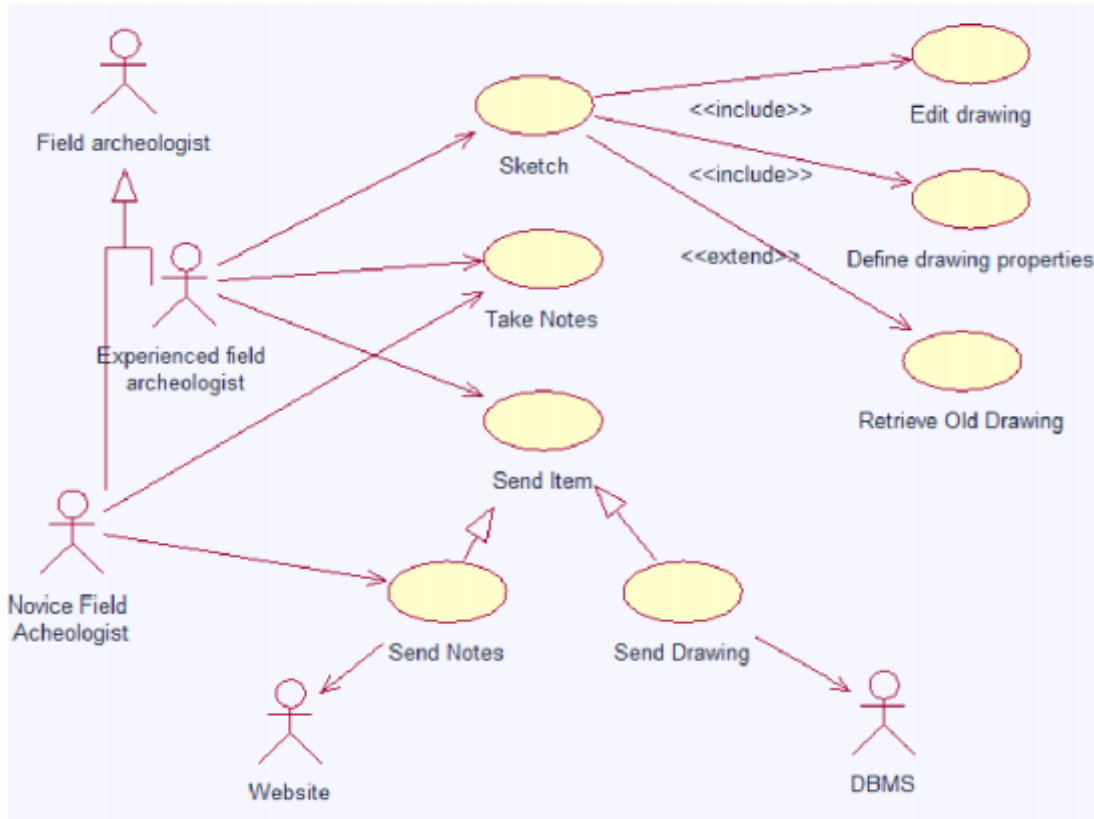 Field archeologist
Sketch
<<include>>
Edit drawing
<<include>>
Define drawing properties
<<extend>>
Take Notes
Experienced field
archeologist
Retrieve Old Drawing
Send Item
Novice Field
Acheologist
Send Notes
Send Drawing
Website
DBMS